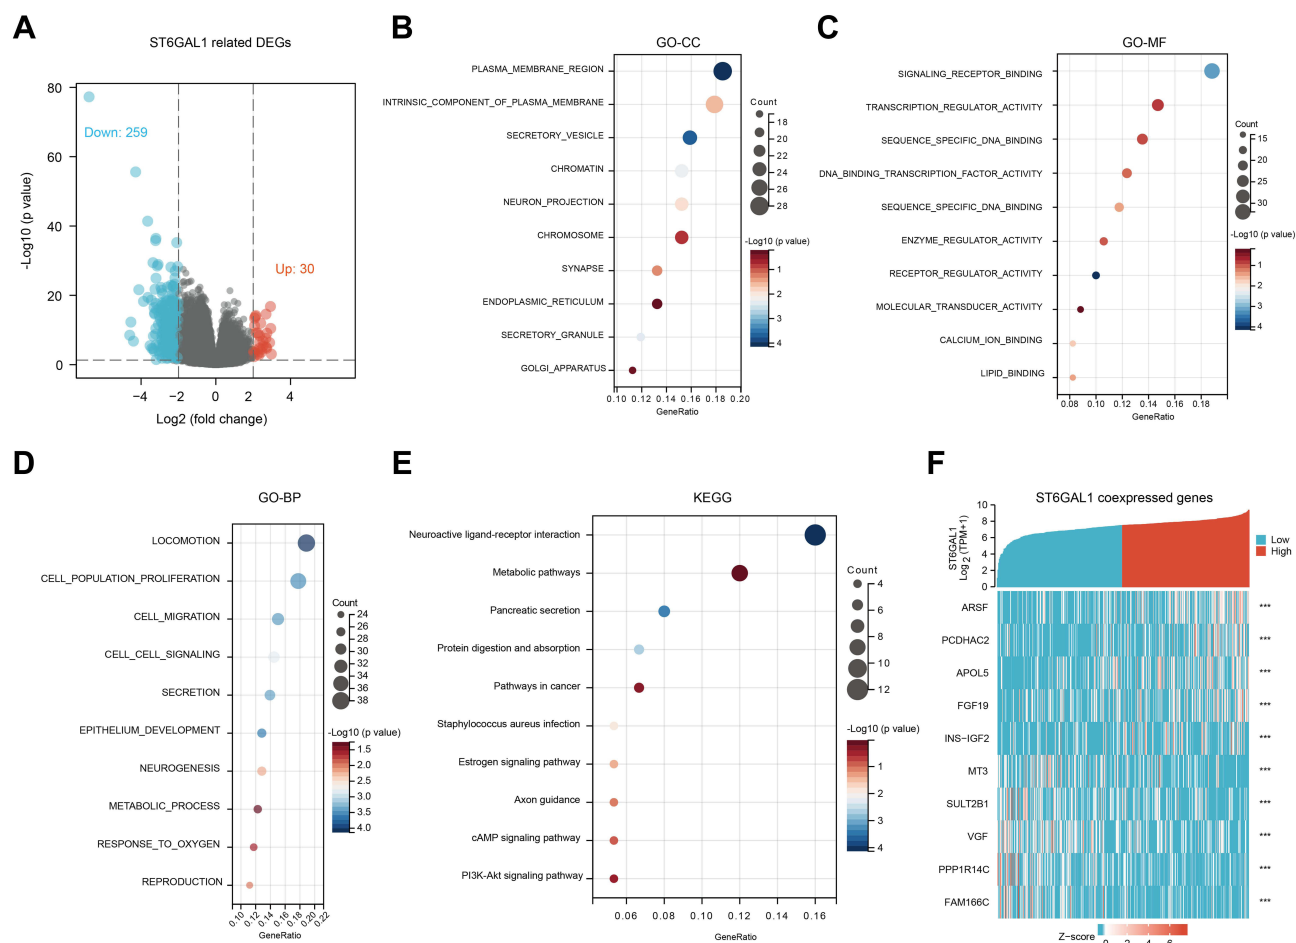 A
ST6GAL1 related DEGs
80
60
40
20
0
-Log10 (p value)
Down: 259
Up: 30
−4
−2
0
2
4
Log2 (fold change)
B
GO-CC
PLASMA_MEMBRANE_REGION
INTRINSIC_COMPONENT_OF_PLASMA_MEMBRANE
SECRETORY_VESICLE
CHROMATIN
NEURON_PROJECTION
CHROMOSOME
SYNAPSE
ENDOPLASMIC_RETICULUM
SECRETORY_GRANULE
GOLGI_APPARATUS
0.10 0.12 0.14 0.16 0.18 0.20
GeneRatio
Count
18
20
22
24
26
28
-Log10 (p value)
1
2
3
4
C
GO-MF
SIGNALING_RECEPTOR_BINDING
TRANSCRIPTION_REGULATOR_ACTIVITY
SEQUENCE_SPECIFIC_DNA_BINDING
DNA_BINDING_TRANSCRIPTION_FACTOR_ACTIVITY
SEQUENCE_SPECIFIC_DNA_BINDING
ENZYME_REGULATOR_ACTIVITY
RECEPTOR_REGULATOR_ACTIVITY
MOLECULAR_TRANSDUCER_ACTIVITY
CALCIUM_ION_BINDING
LIPID_BINDING
0.08 0.10 0.12 0.14 0.16 0.18
GeneRatio
Count
15
20
25
30
-Log10 (p value)
1
2
3
4
D
GO-BP
LOCOMOTION
CELL_POPULATION_PROLIFERATION
CELL_MIGRATION
CELL_CELL_SIGNALING
SECRETION
EPITHELIUM_DEVELOPMENT
NEUROGENESIS
METABOLIC_PROCESS
RESPONSE_TO_OXYGEN
REPRODUCTION
0.10 0.12 0.14 0.16 0.18 0.20 0.22
GeneRatio
Count
24
26
28
30
32
34
36
38
-Log10 (p value)
1.5
2.0
2.5
3.0
3.5
4.0
E
KEGG
Neuroactive ligand-receptor interaction
Metabolic pathways
Pancreatic secretion
Protein digestion and absorption
Pathways in cancer
Staphylococcus aureus infection
Estrogen signaling pathway
Axon guidance
cAMP signaling pathway
PI3K-Akt signaling pathway
0.06 0.08 0.10 0.12 0.14 0.16
GeneRatio
Count
4
6
8
10
12
-Log10 (p value)
1
2
3
4
F
ST6GAL1 coexpressed genes
ST6GAL1
Log2 (TPM+1)
10
8
6
4
2
0
Low
High
ARSF ***
PCDHAC2 ***
APOL5 ***
FGF19 ***
INS−IGF2 ***
MT3 ***
SULT2B1 ***
VGF ***
PPP1R14C ***
FAM166C ***
Z−score
0 2 4 6